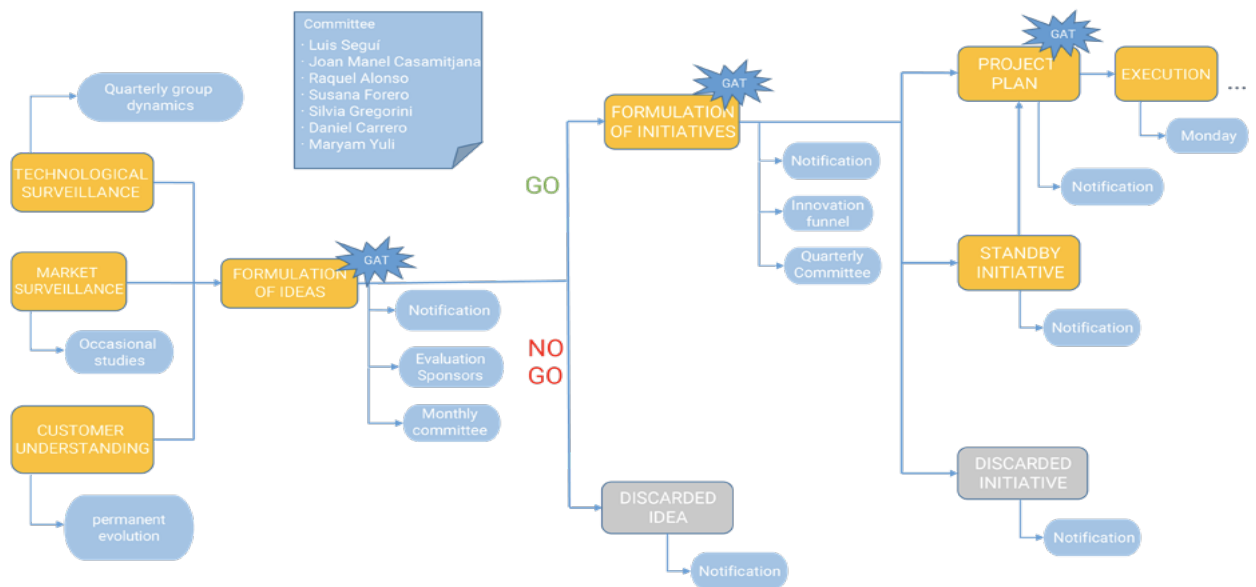 Committee
· Luis Seguí
· Joan Manel Casamitjana
· Raquel Alonso
· Susana Forero
· Silvia Gregorini
· Daniel Carrero
· Maryam Yuli
Quarterly group
dynamics
TECHNOLOGICAL
SURVEILLANCE
MARKET
SURVEILLANCE
Occasional
studies
CUSTOMER
UNDERSTANDING
permanent
evolution
FORMULATION
OF IDEAS
GAT
Notification
Evaluation
Sponsors
Monthly
committee
GO
NO
GO
FORMULATION
OF INITIATIVES
GAT
Notification
Innovation
funnel
Quarterly
Committee
DISCARDED
IDEA
Notification
PROJECT
PLAN
GAT
Notification
EXECUTION
...
Monday
STANDBY
INITIATIVE
Notification
DISCARDED
INITIATIVE
Notification